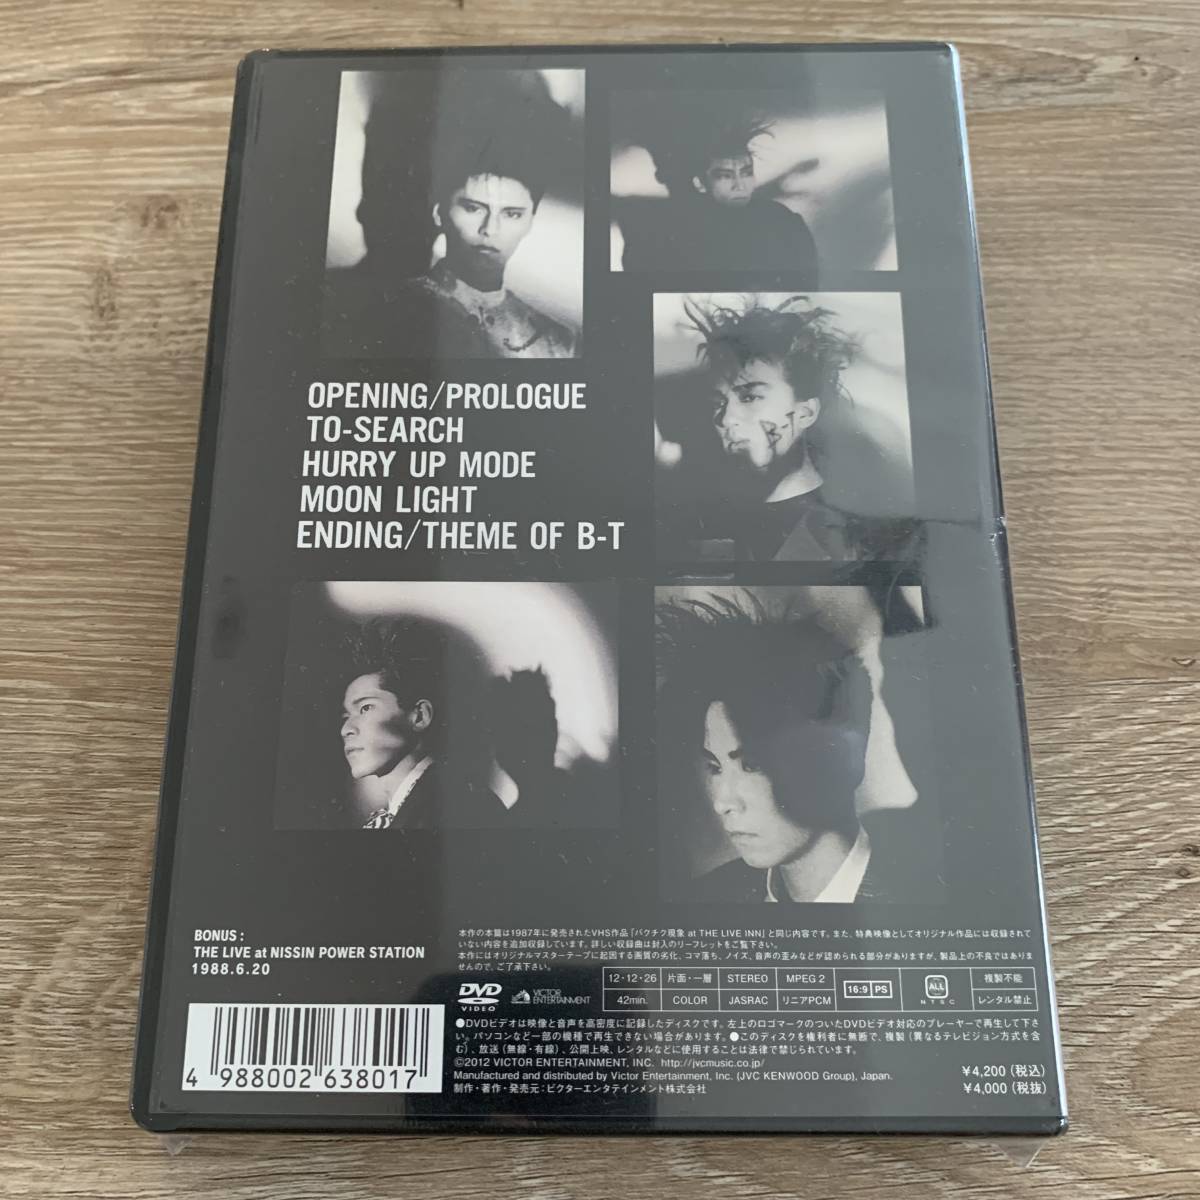 B-T
OPENING/PROLOGUE
TO-SEARCH
HURRY UP MODE
MOON LIGHT
ENDING/THEME OF B-T
BONUS :
THE LIVE at NISSIN POWER STATION
1988.6.20
4 988002 638017
本作の本篇は1987年に発売されたVHS作品「バクチク現象 at THE LIVE INN」と同じ内容です。また、特典映像としてオリジナル作品には収録されて
いない内容を追加収録しています。詳しい収録曲は封入のリーフレットをご覧下さい。
本作にはオリジナルマスターテープに起因する画質の劣化、コマ落ち、ノイズ、音声の歪みなどが認められる部分がありますが、製品上の不良ではありま
せんので、ご了承下さい。
DVD VIDEO
VICTOR ENTERTAINMENT
12・12・26 片面・一層 STEREO MPEG 2
42min. COLOR JASRAC リニアPCM
16:9 PS
ALL
NTSC
複製不能
レンタル禁止
●DVDビデオは映像と音声を高密度に記録したディスクです。左上のロゴマークのついたDVDビデオ対応のプレーヤーで再生して下さ
い。パソコンなど一部の機種で再生できない場合があります。●このディスクを権利者に無断で、複製(異なるテレビジョン方式を含
む)、放送(無線・有線)、公開上映、レンタルなどに使用することは法律で禁じられています。
©2012 VICTOR ENTERTAINMENT, INC. http://jvcmusic.co.jp/
Manufactured and distributed by Victor Entertainment, Inc. (JVC KENWOOD Group), Japan.
制作・著作・発売元：ビクターエンタテインメント株式会社
¥4,200(税込)
¥4,000(税抜)